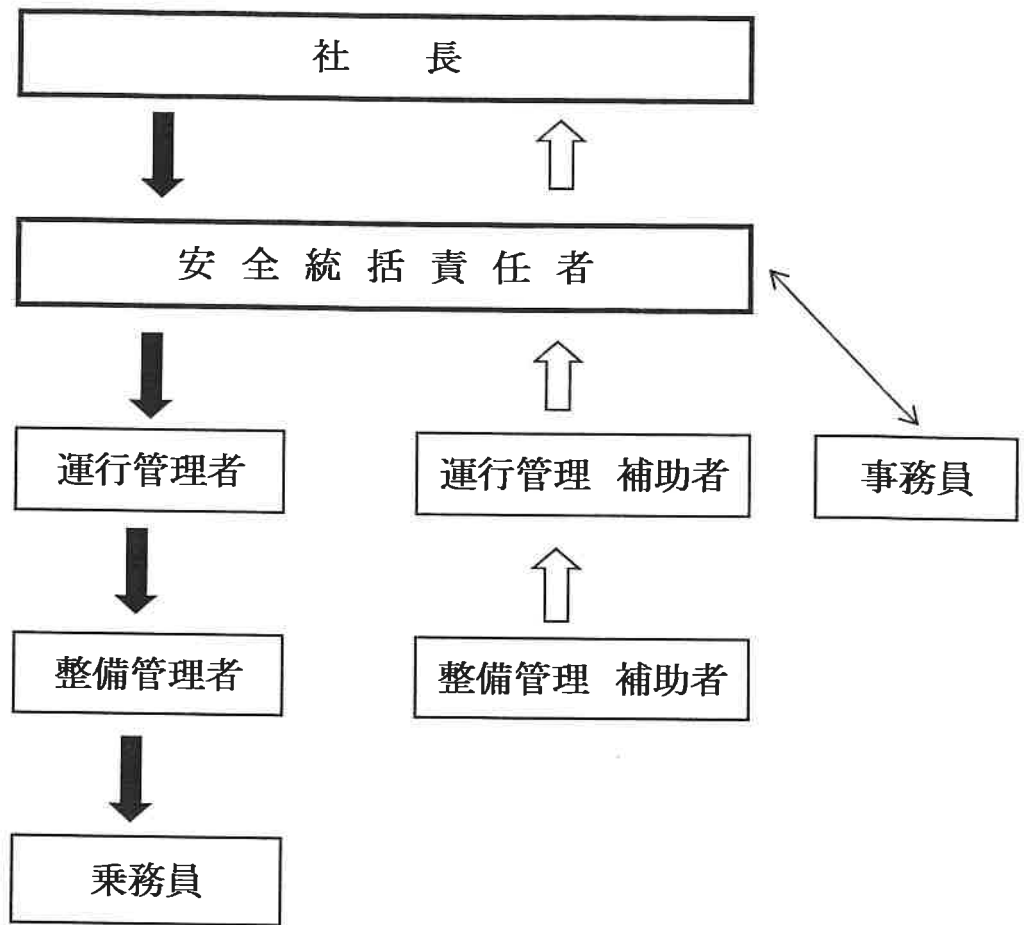 社長
安全統括責任者
運行管理者
運行管理 補助者
事務員
整備管理者
整備管理 補助者
乗務員